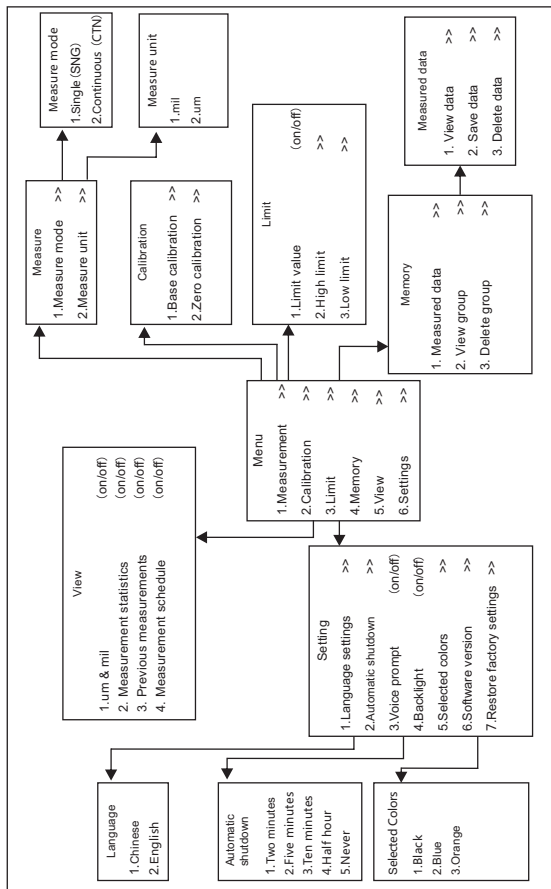 Menu
1.Measurement >>
2.Calibration >>
3.Limit >>
4.Memory >>
5.View >>
6.Settings >>
Measure
1.Measure mode >>
2.Measure unit >>
Measure mode
1.Single(SNG)
2.Continuous (CTN)
Measure unit
1.mil
2.um
Calibration
1.Base calibration >>
2.Zero calibration >>
Limit
1.Limit value (on/off)
2.High limit >>
3.Low limit >>
Memory
1. Measured data >>
2. View group >>
3. Delete group >>
Measured data
1. View data >>
2. Save data >>
3. Delete data >>
View
1.um & mil (on/off)
2. Measurement statistics (on/off)
3. Previous measurements (on/off)
4. Measurement schedule (on/off)
Setting
1.Language settings >>
2.Automatic shutdown >>
3.Voice prompt (on/off)
4.Backlight (on/off)
5.Selected colors >>
6.Software version >>
7.Restore factory settings >>
Language
1.Chinese
2.English
Automatic
shutdown
1.Two minutes
2.Five minutes
3.Ten minutes
4.Half hour
5.Never
Selected Colors
1.Black
2.Blue
3.Orange